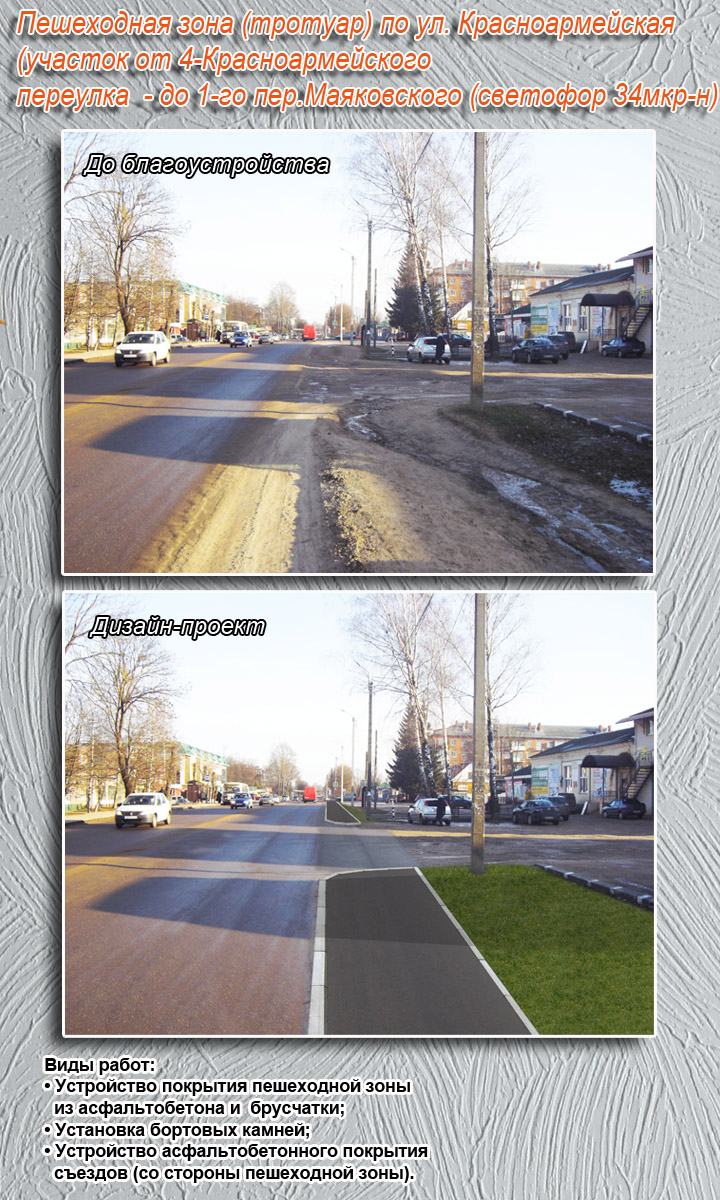 Пешеходная зона (тротуар) по ул. Красноармейская
(участок от 4-Красноармейского
переулка - до 1-го пер.Маяковского (светофор 34мкр-н)
До благоустройства
Дизайн-проект
Виды работ:
• Устройство покрытия пешеходной зоны
из асфальтобетона и брусчатки;
• Установка бортовых камней;
• Устройство асфальтобетонного покрытия
съездов (со стороны пешеходной зоны).